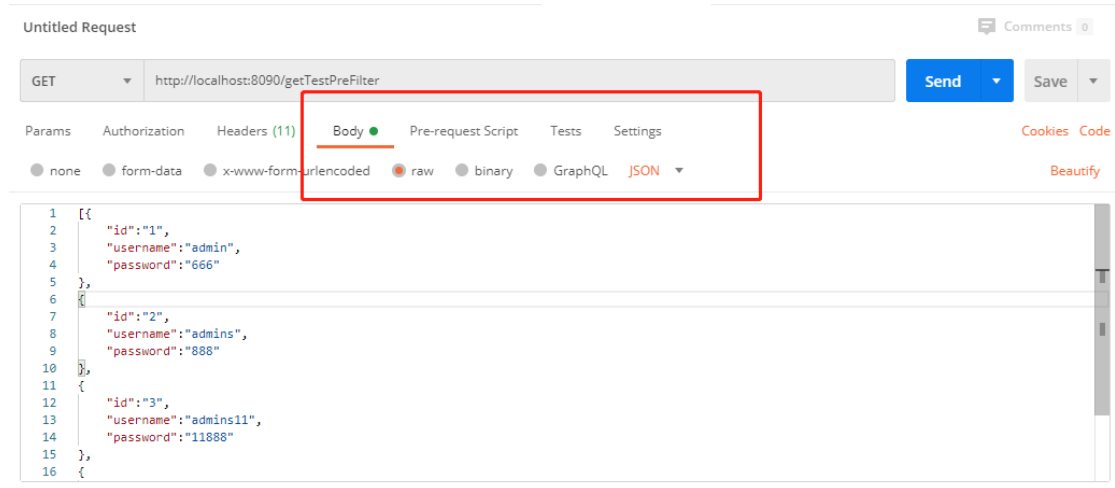 Untitled Request
Comments 0
GET http://localhost:8090/getTestPreFilter Send Save
Params Authorization Headers (11) Body Pre-request Script Tests Settings Cookies Code
none form-data x-www-form-urlencoded raw binary GraphQL JSON Beautify
1 [{
2 "id":"1",
3 "username":"admin",
4 "password":"666"
5 },
6 {
7 "id":"2",
8 "username":"admins",
9 "password":"888"
10 },
11 {
12 "id":"3",
13 "username":"admins11",
14 "password":"11888"
15 },
16 {